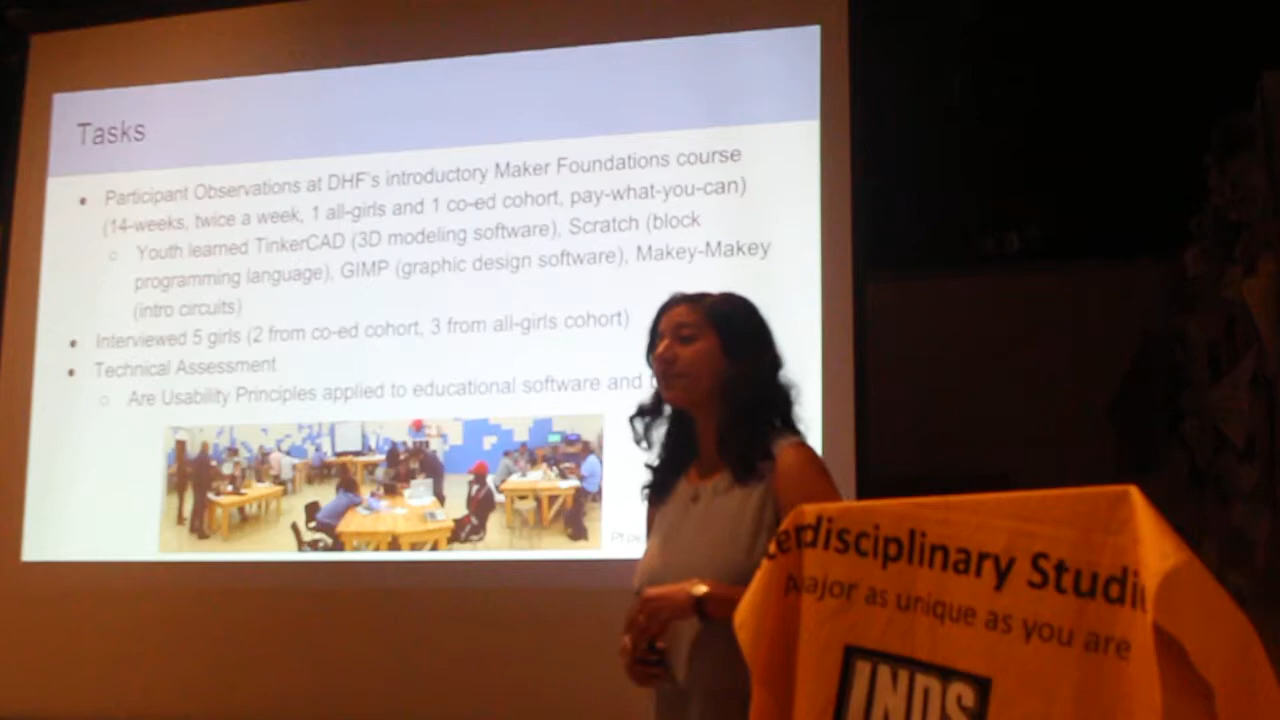 Tasks
• Participant Observations at DHF's introductory Maker Foundations course
(14-weeks, twice a week, 1 all-girls and 1 co-ed cohort, pay-what-you-can)
○ Youth learned TinkerCAD (3D modeling software), Scratch (block
programming language), GIMP (graphic design software), Makey-Makey
(intro circuits)
• Interviewed 5 girls (2 from co-ed cohort, 3 from all-girls cohort)
• Technical Assessment
○ Are Usability Principles applied to educational software and
erdisciplinary Studi
Major as unique as you are
INDS